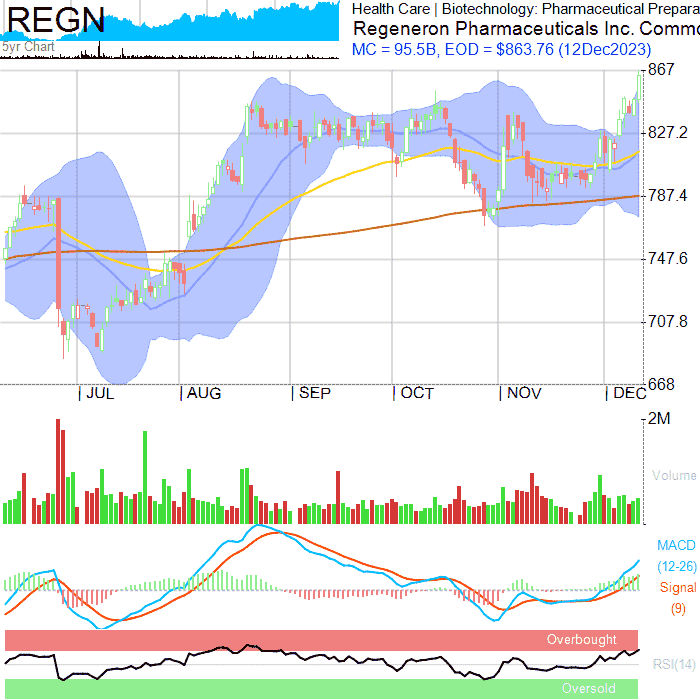 REGN
5yr Chart
Health Care | Biotechnology: Pharmaceutical Prepara
Regeneron Pharmaceuticals Inc. Commo
MC = 95.5B, EOD = $863.76 (12Dec2023)
867
827.2
787.4
747.6
707.8
668
JUL AUG SEP OCT NOV DEC
2M
Volume
MACD
(12-26)
Signal
(9)
Overbought
RSI(14)
Oversold